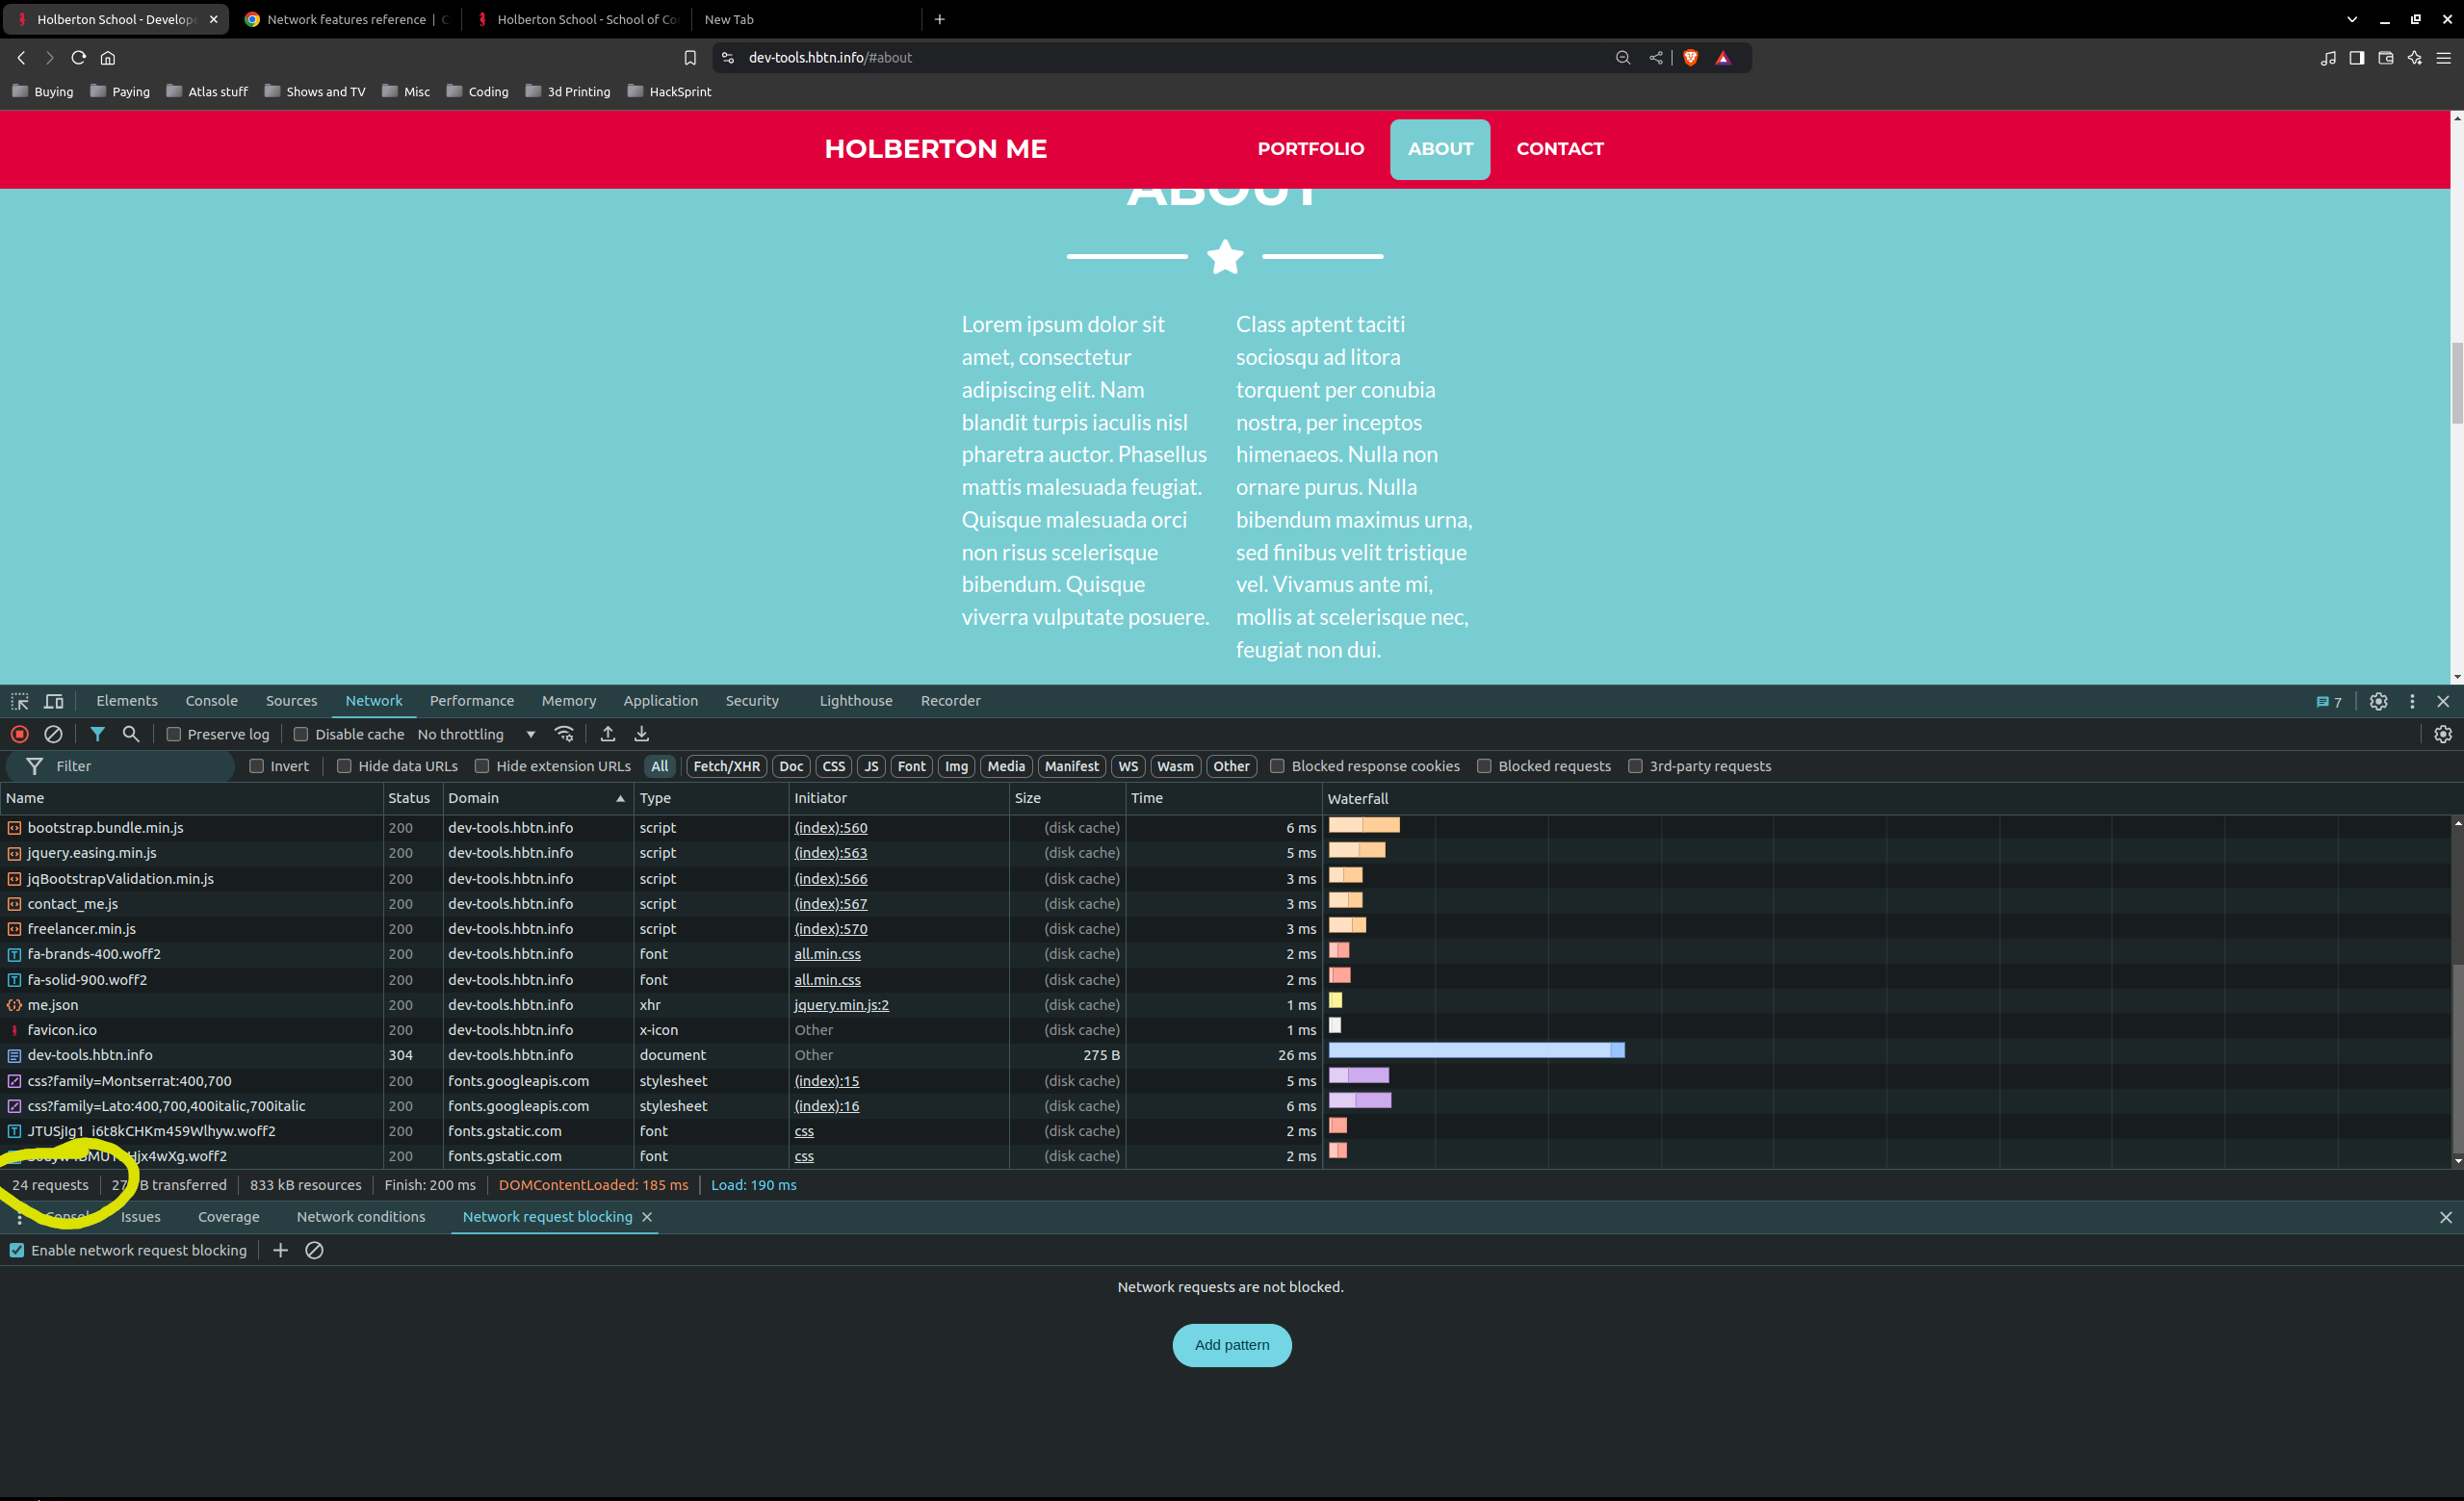 Holberton School - Develope
Network features reference | C
Holberton School - School of Co
New Tab
dev-tools.hbtn.info/#about
Buying Paying Atlas stuff Shows and TV Misc Coding 3d Printing HackSprint
HOLBERTON ME PORTFOLIO ABOUT CONTACT
ABOUT
Lorem ipsum dolor sit
amet, consectetur
adipiscing elit. Nam
blandit turpis iaculis nisl
pharetra auctor. Phasellus
mattis malesuada feugiat.
Quisque malesuada orci
non risus scelerisque
bibendum. Quisque
viverra vulputate posuere.
Class aptent taciti
sociosqu ad litora
torquent per conubia
nostra, per inceptos
himenaeos. Nulla non
ornare purus. Nulla
bibendum maximus urna,
sed finibus velit tristique
vel. Vivamus ante mi,
mollis at scelerisque nec,
feugiat non dui.
Elements Console Sources Network Performance Memory Application Security Lighthouse Recorder 7
Preserve log Disable cache No throttling
Filter Invert Hide data URLs Hide extension URLs All Fetch/XHR Doc CSS JS Font Img Media Manifest WS Wasm Other Blocked response cookies Blocked requests 3rd-party requests
Name Status Domain Type Initiator Size Time Waterfall
bootstrap.bundle.min.js 200 dev-tools.hbtn.info script (index):560 (disk cache) 6 ms
jquery.easing.min.js 200 dev-tools.hbtn.info script (index):563 (disk cache) 5 ms
jqBootstrapValidation.min.js 200 dev-tools.hbtn.info script (index):566 (disk cache) 3 ms
contact_me.js 200 dev-tools.hbtn.info script (index):567 (disk cache) 3 ms
freelancer.min.js 200 dev-tools.hbtn.info script (index):570 (disk cache) 3 ms
fa-brands-400.woff2 200 dev-tools.hbtn.info font all.min.css (disk cache) 2 ms
fa-solid-900.woff2 200 dev-tools.hbtn.info font all.min.css (disk cache) 2 ms
me.json 200 dev-tools.hbtn.info xhr jquery.min.js:2 (disk cache) 1 ms
favicon.ico 200 dev-tools.hbtn.info x-icon Other (disk cache) 1 ms
dev-tools.hbtn.info 304 dev-tools.hbtn.info document Other 275 B 26 ms
css?family=Montserrat:400,700 200 fonts.googleapis.com stylesheet (index):15 (disk cache) 5 ms
css?family=Lato:400,700,400italic,700italic 200 fonts.googleapis.com stylesheet (index):16 (disk cache) 6 ms
JTUSjIg1_i6t8kCHKm459Wlhyw.woff2 200 fonts.gstatic.com font css (disk cache) 2 ms
Hjx4wXg.woff2 200 fonts.gstatic.com font css (disk cache) 2 ms
24 requests B transferred 833 kB resources Finish: 200 ms DOMContentLoaded: 185 ms Load: 190 ms
Console Issues Coverage Network conditions Network request blocking
Enable network request blocking
Network requests are not blocked.
Add pattern